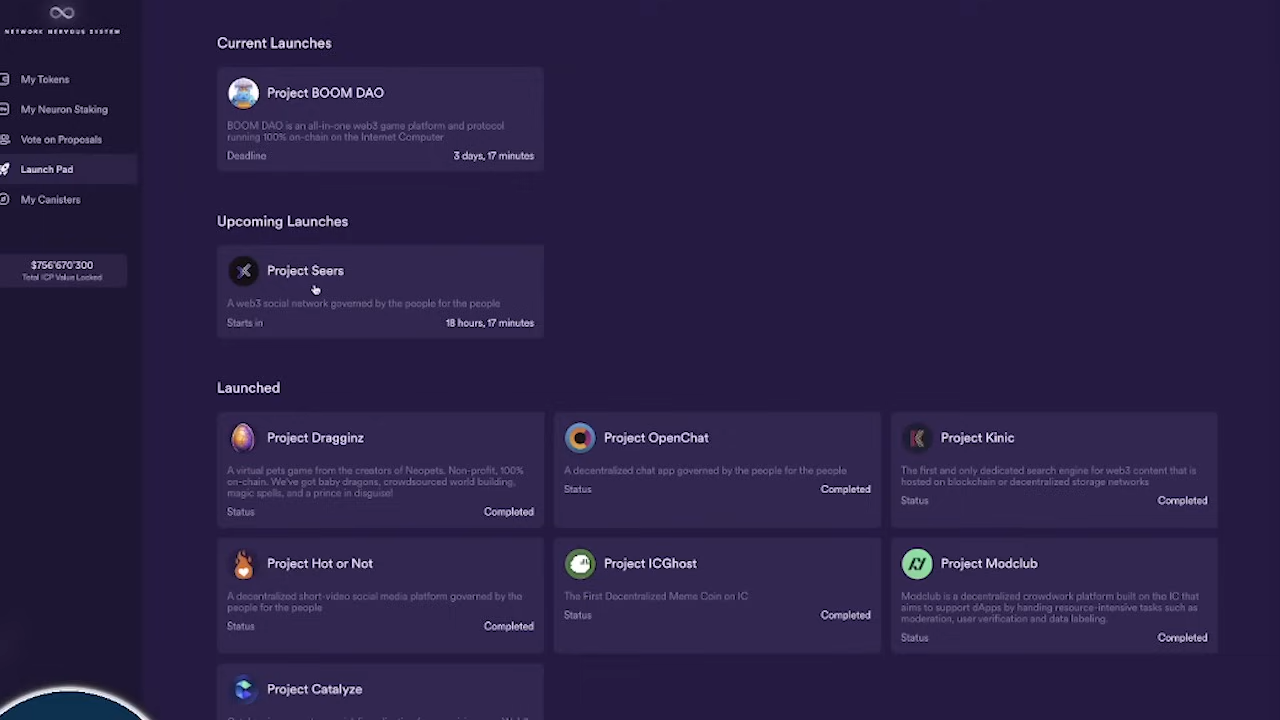 NETWORK NERVOUS SYSTEM
My Tokens
My Neuron Staking
Vote on Proposals
Launch Pad
My Canisters
$756'670'300
Total ICP Value Locked
Current Launches
Project BOOM DAO
BOOM DAO is an all-in-one web3 game platform and protocol
running 100% on-chain on the Internet Computer
Deadline
3 days, 17 minutes
Upcoming Launches
Project Seers
A web3 social network governed by the people for the people
Starts in
18 hours, 17 minutes
Launched
Project Dragginz
A virtual pets game from the creators of Neopets. Non-profit, 100%
on-chain. We've got baby dragons, crowdsourced world building,
magic spells, and a prince in disguise!
Status
Completed
Project OpenChat
A decentralized chat app governed by the people for the people
Status
Completed
Project Kinic
The first and only dedicated search engine for web3 content that is
hosted on blockchain or decentralized storage networks
Status
Completed
Project Hot or Not
A decentralized short-video social media platform governed by the
people for the people
Status
Completed
Project ICGhost
The First Decentralized Meme Coin on IC
Status
Completed
Project Modclub
Modclub is a decentralized crowdwork platform built on the IC that
aims to support dApps by handing resource-intensive tasks such as
moderation, user verification and data labeling.
Status
Completed
Project Catalyze